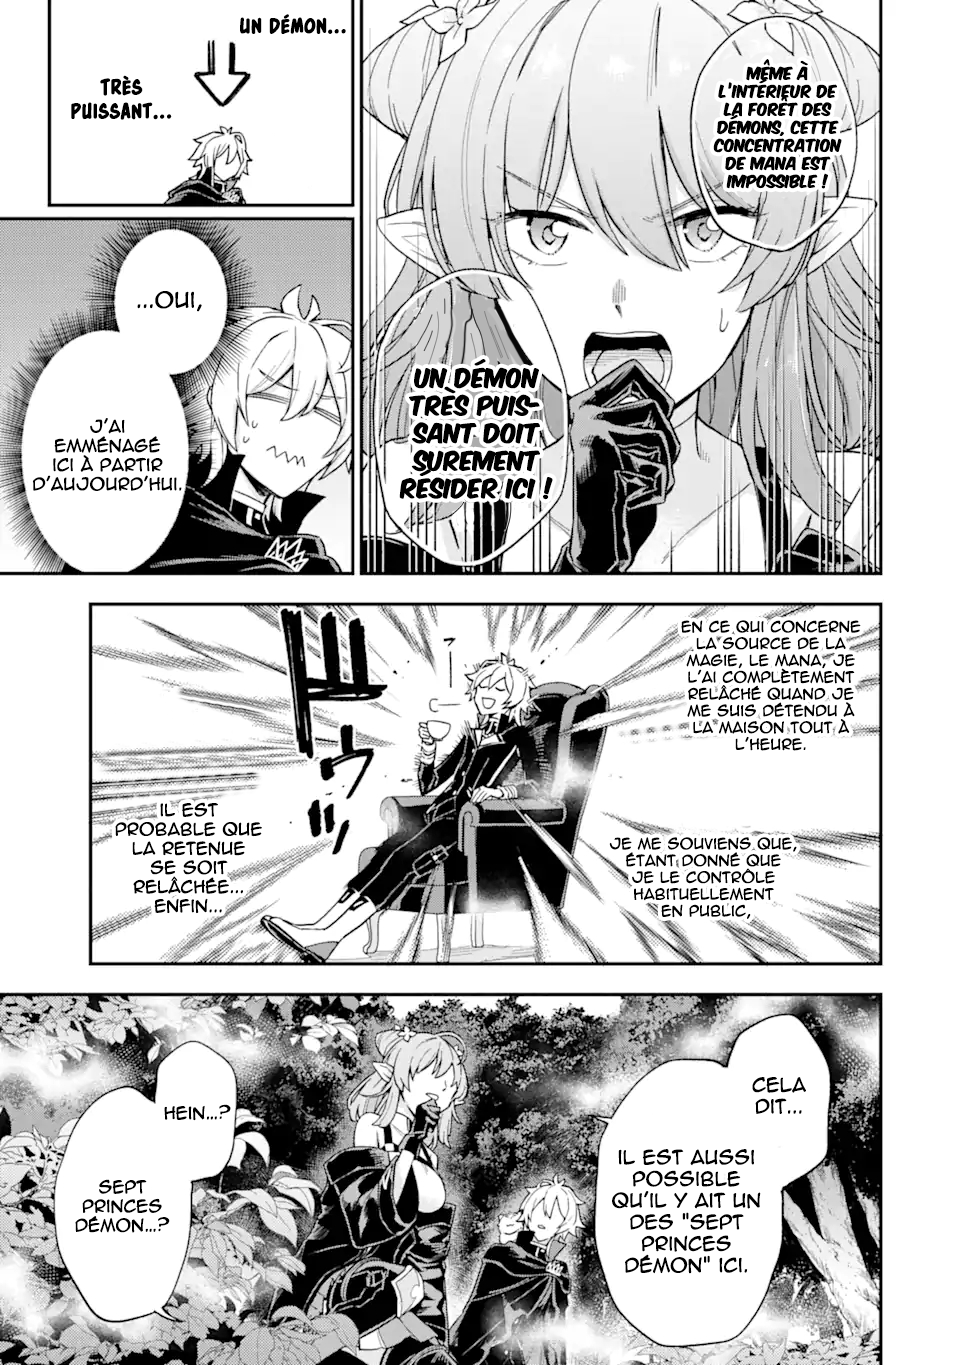 MÊME À
L'INTÉRIEUR DE
LA FORÊT DES
DÉMONS, CETTE
CONCENTRATION
DE MANA EST
IMPOSSIBLE !
UN DÉMON
TRÈS PUIS-
SANT DOIT
SUREMENT
RÉSIDER ICI !
UN DÉMON...
TRÈS
PUISSANT...
...OUI,
J'AI
EMMÉNAGÉ
ICI À PARTIR
D'AUJOURD'HUI.
EN CE QUI CONCERNE
LA SOURCE DE LA
MAGIE, LE MANA, JE
L'AI COMPLÈTEMENT
RELÂCHÉ QUAND JE
ME SUIS DÉTENDU À
LA MAISON TOUT À
L'HEURE.
JE ME SOUVIENS QUE,
ÉTANT DONNÉ QUE
JE LE CONTRÔLE
HABITUELLEMENT
EN PUBLIC,
IL EST
PROBABLE QUE
LA RETENUE
SE SOIT
RELÂCHÉE...
ENFIN...
CELA
DIT...
IL EST AUSSI
POSSIBLE
QU'IL Y AIT UN
DES "SEPT
PRINCES
DÉMON" ICI.
HEIN...?
SEPT
PRINCES
DÉMON...?